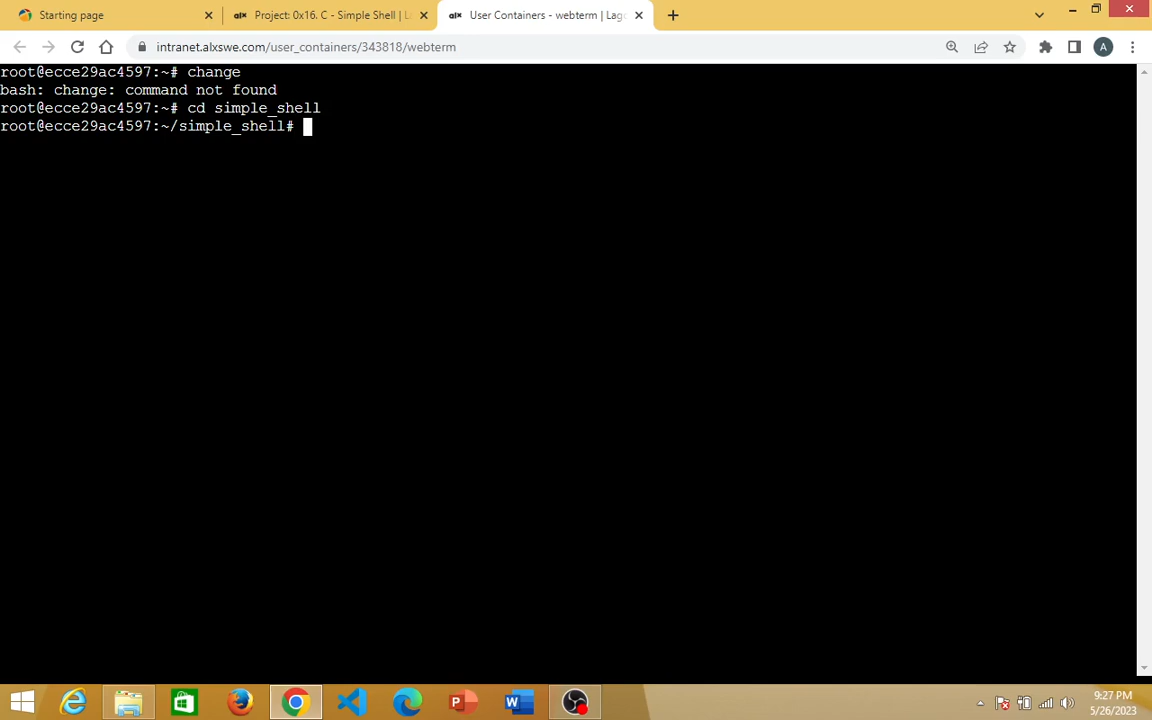 Starting page
Project: 0x16. C - Simple Shell | L
User Containers - webterm | Lag
intranet.alxswe.com/user_containers/343818/webterm
A
root@ecce29ac4597:~# change
bash: change: command not found
root@ecce29ac4597:~# cd simple_shell
root@ecce29ac4597:~/simple_shell#
9:27 PM
5/26/2023